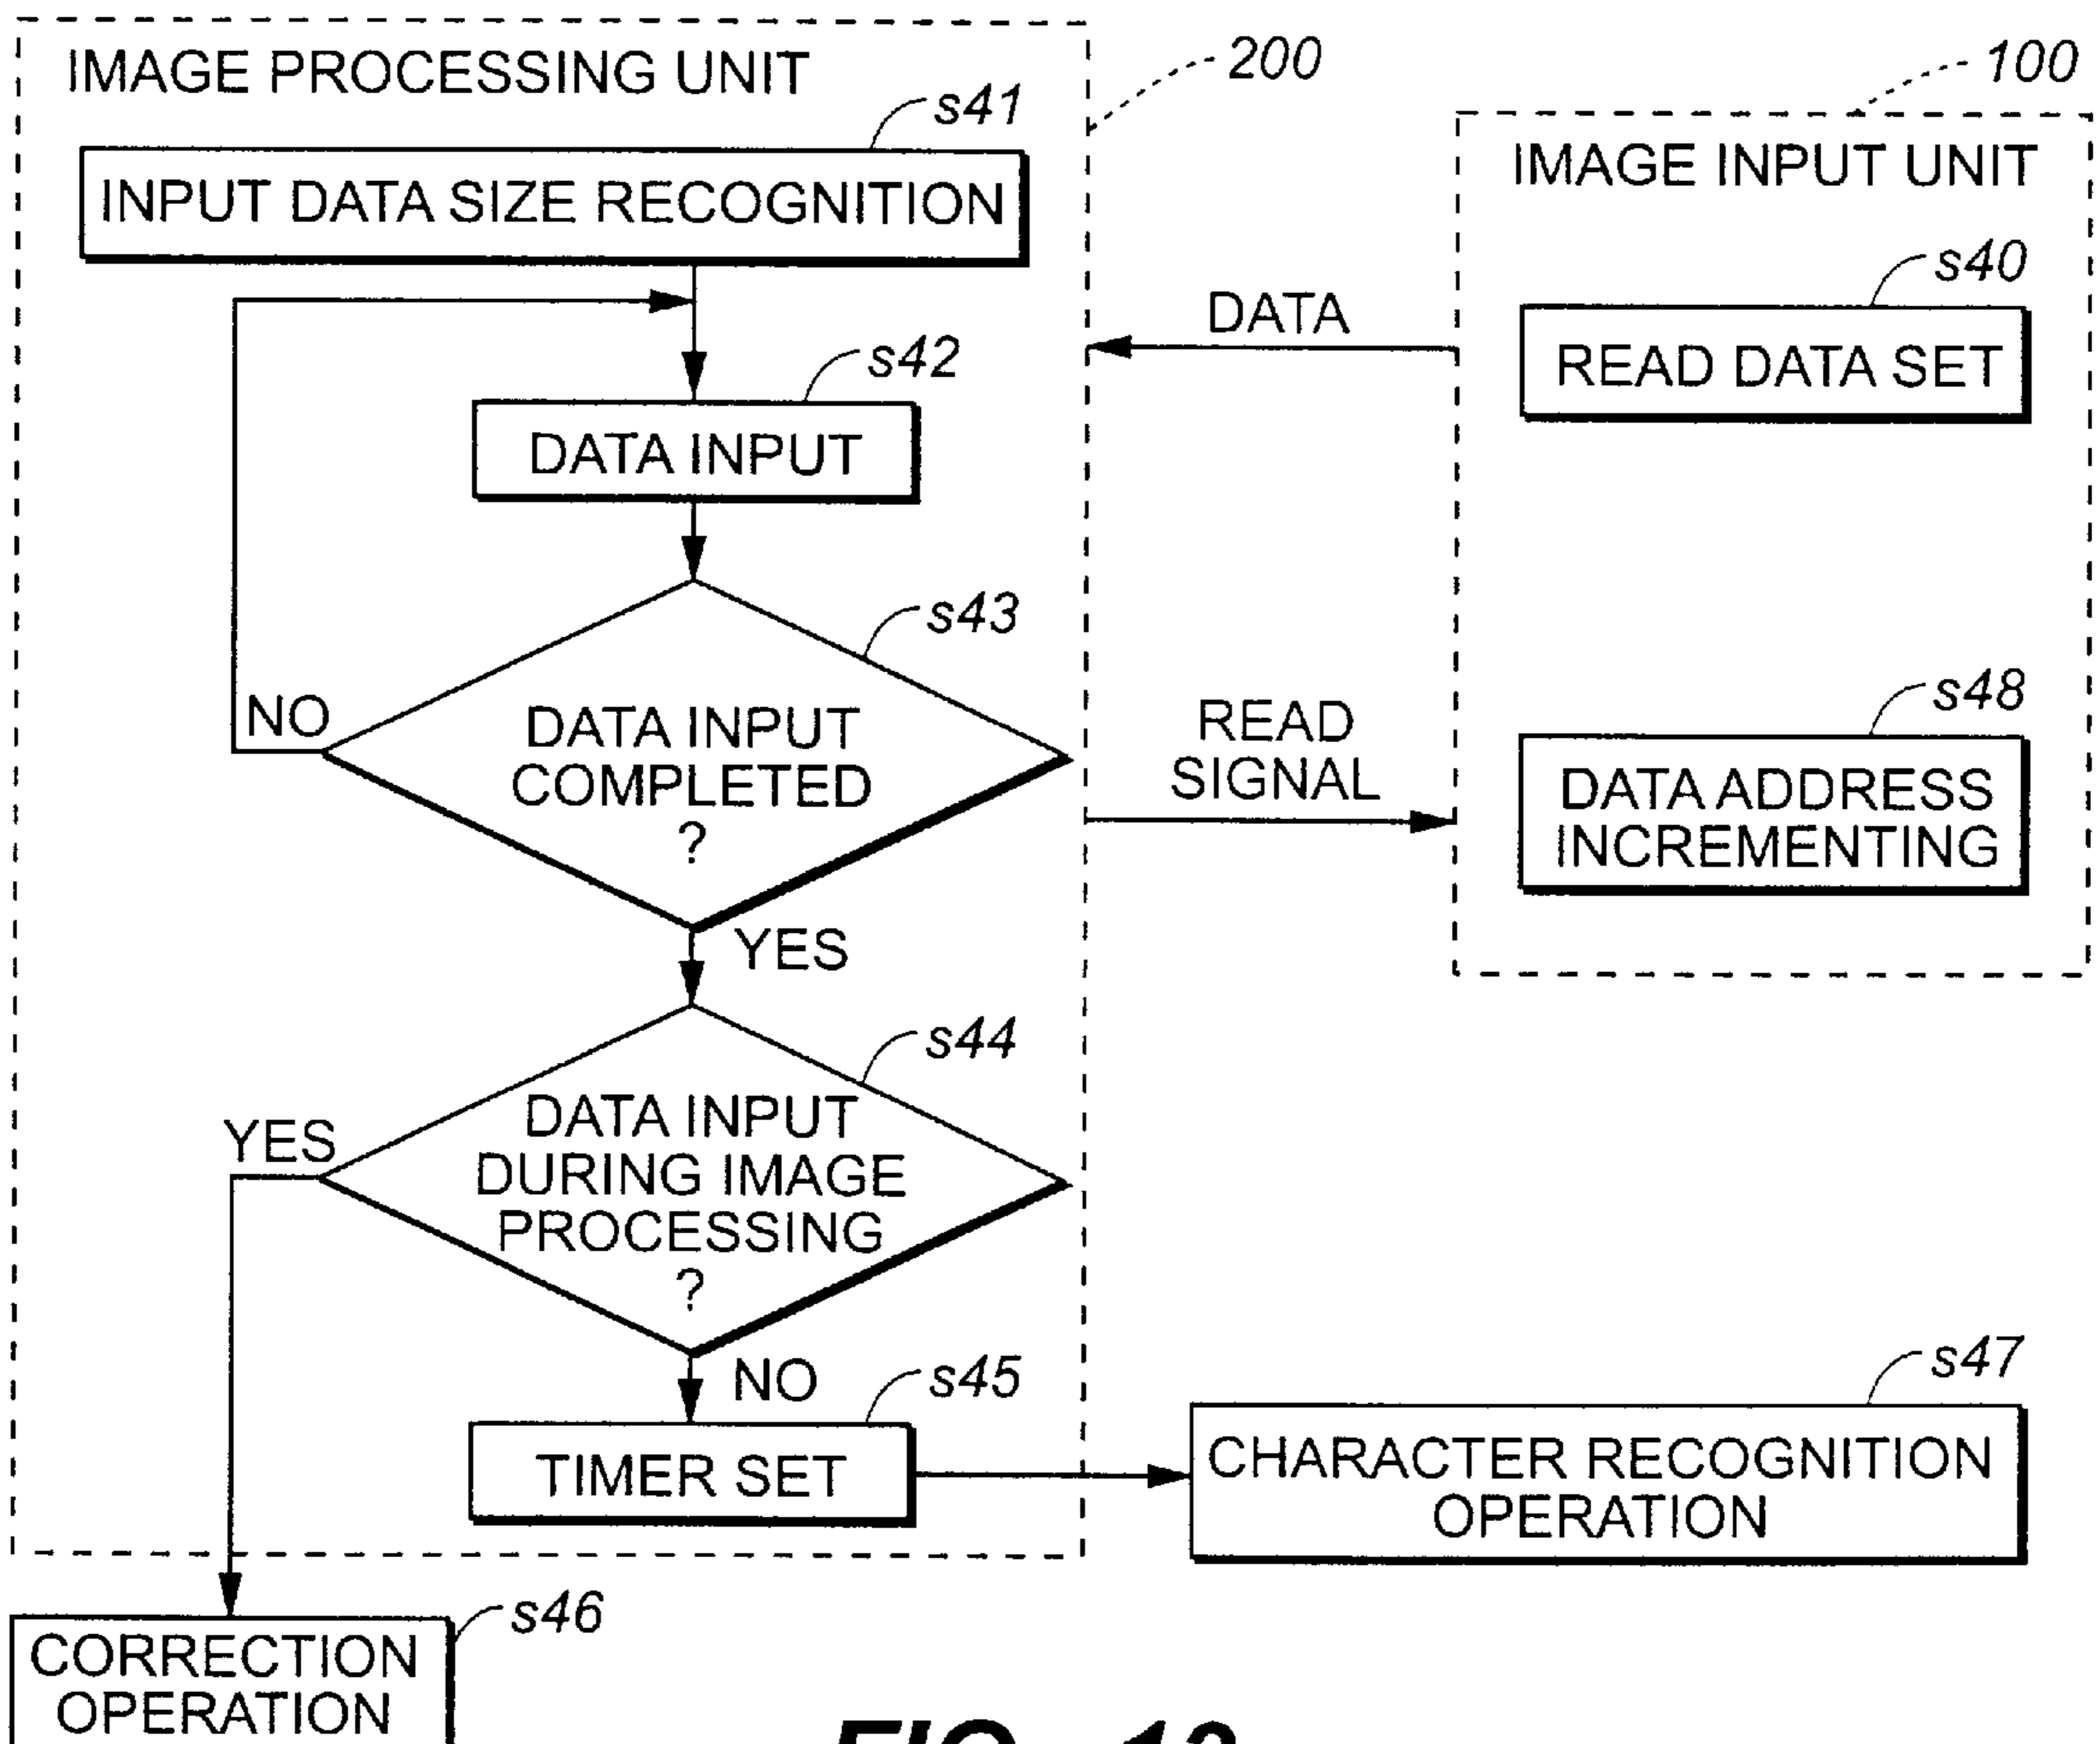 IMAGE PROCESSING UNIT
200
100
s41
INPUT DATA SIZE RECOGNITION
IMAGE INPUT UNIT
s40
DATA
READ DATA SET
s42
DATA INPUT
s43
NO
DATA INPUT
COMPLETED
?
READ
SIGNAL
s48
DATA ADDRESS
INCREMENTING
YES
s44
YES
DATA INPUT
DURING IMAGE
PROCESSING
?
NO
s45
TIMER SET
s47
CHARACTER RECOGNITION
OPERATION
s46
CORRECTION
OPERATION